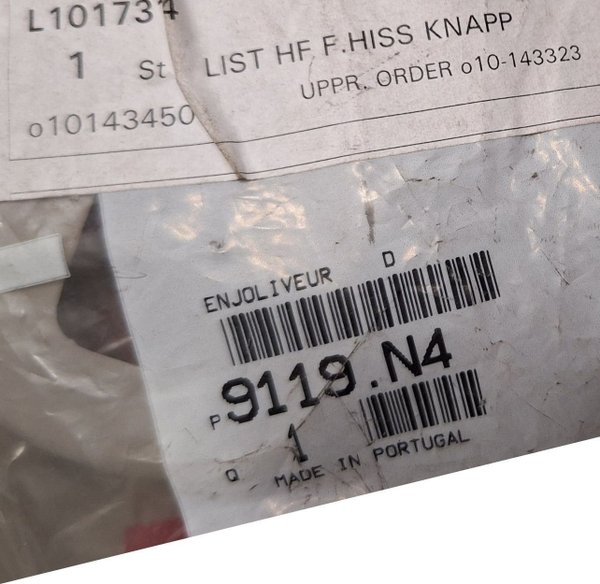 L101734
1 St LIST HF F.HISS KNAPP
UPPR. ORDER o10-143323
o10143450
ENJOLIVEUR D
P 9119.N4
Q 1
MADE IN PORTUGAL